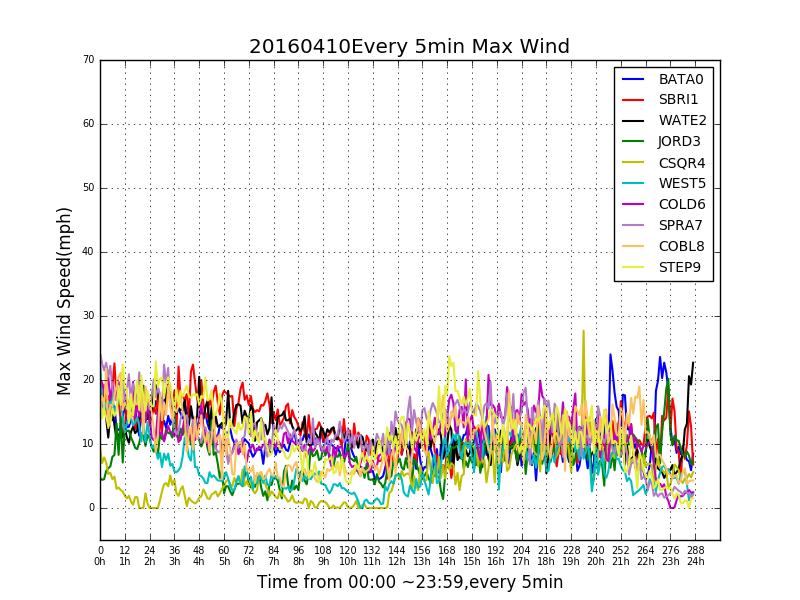 20160410Every 5min Max Wind
70
60
50
40
30
20
10
0
Max Wind Speed(mph)
BATA0
SBRI1
WATE2
JORD3
CSQR4
WEST5
COLD6
SPRA7
COBL8
STEP9
0 12 24 36 48 60 72 84 96 108 120 132 144 156 168 180 192 204 216 228 240 252 264 276 288
0h 1h 2h 3h 4h 5h 6h 7h 8h 9h 10h 11h 12h 13h 14h 15h 16h 17h 18h 19h 20h 21h 22h 23h 24h
Time from 00:00 ~23:59,every 5min